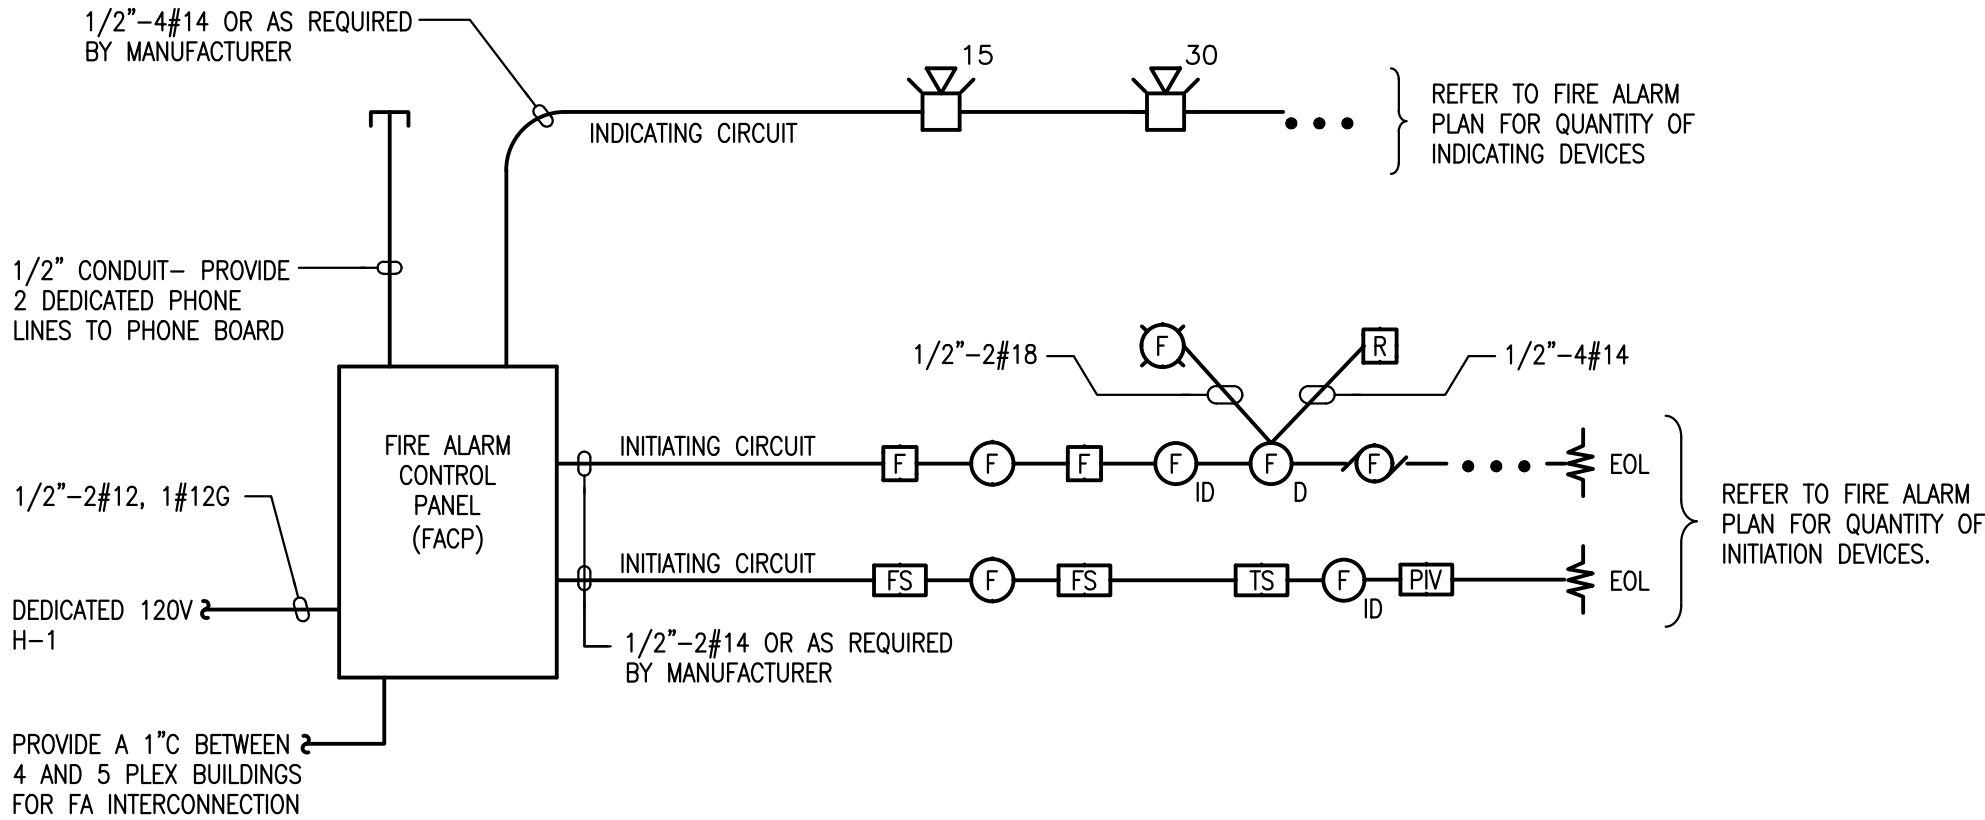 1/2"-4#14 OR AS REQUIRED
BY MANUFACTURER
15
30
INDICATING CIRCUIT
REFER TO FIRE ALARM
PLAN FOR QUANTITY OF
INDICATING DEVICES
1/2" CONDUIT- PROVIDE
2 DEDICATED PHONE
LINES TO PHONE BOARD
1/2"-2#18
F
R
1/2"-4#14
FIRE ALARM
CONTROL
PANEL
(FACP)
INITIATING CIRCUIT
F
F
F
F
ID
F
D
F
EOL
1/2"-2#12, 1#12G
REFER TO FIRE ALARM
PLAN FOR QUANTITY OF
INITIATION DEVICES.
INITIATING CIRCUIT
FS
F
FS
TS
F
ID
PIV
EOL
DEDICATED 120V
H-1
1/2"-2#14 OR AS REQUIRED
BY MANUFACTURER
PROVIDE A 1"C BETWEEN
4 AND 5 PLEX BUILDINGS
FOR FA INTERCONNECTION